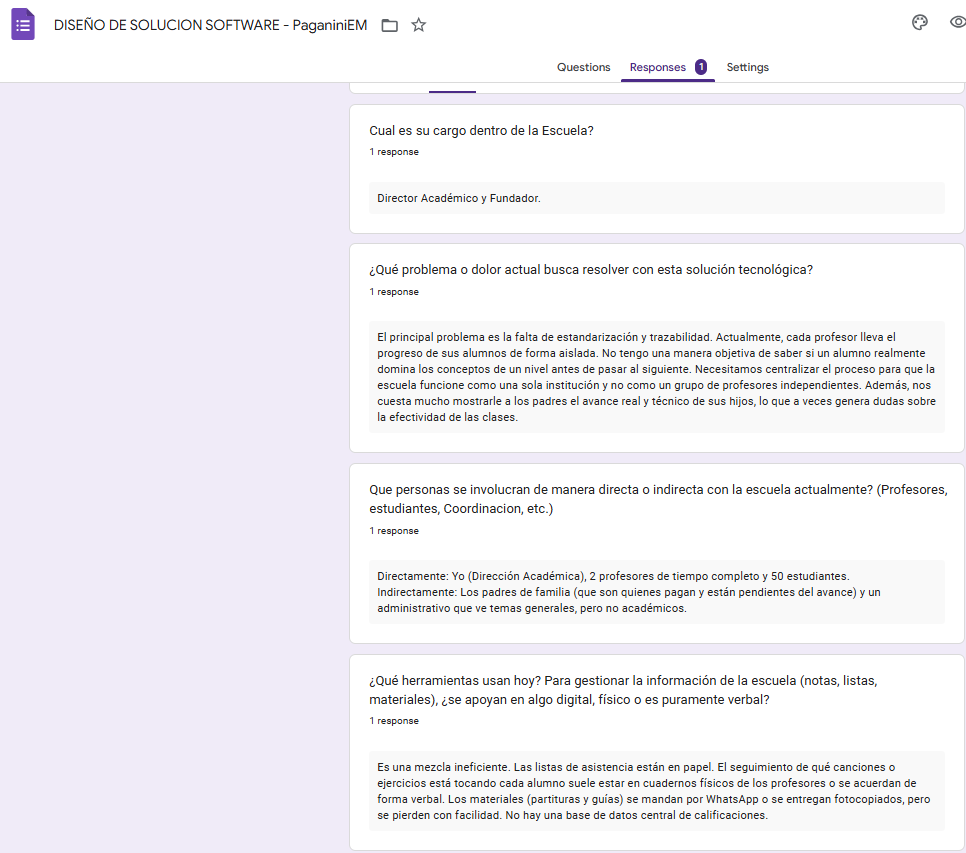 DISEÑO DE SOLUCION SOFTWARE - PaganiniEM
Questions
Responses 1
Settings
Cual es su cargo dentro de la Escuela?
1 response
Director Académico y Fundador.
¿Qué problema o dolor actual busca resolver con esta solución tecnológica?
1 response
El principal problema es la falta de estandarización y trazabilidad. Actualmente, cada profesor lleva el
progreso de sus alumnos de forma aislada. No tengo una manera objetiva de saber si un alumno realmente
domina los conceptos de un nivel antes de pasar al siguiente. Necesitamos centralizar el proceso para que la
escuela funcione como una sola institución y no como un grupo de profesores independientes. Además, nos
cuesta mucho mostrarle a los padres el avance real y técnico de sus hijos, lo que a veces genera dudas sobre
la efectividad de las clases.
Que personas se involucran de manera directa o indirecta con la escuela actualmente? (Profesores,
estudiantes, Coordinacion, etc.)
1 response
Directamente: Yo (Dirección Académica), 2 profesores de tiempo completo y 50 estudiantes.
Indirectamente: Los padres de familia (que son quienes pagan y están pendientes del avance) y un
administrativo que ve temas generales, pero no académicos.
¿Qué herramientas usan hoy? Para gestionar la información de la escuela (notas, listas,
materiales), ¿se apoyan en algo digital, físico o es puramente verbal?
1 response
Es una mezcla ineficiente. Las listas de asistencia están en papel. El seguimiento de qué canciones o
ejercicios está tocando cada alumno suele estar en cuadernos físicos de los profesores o se acuerdan de
forma verbal. Los materiales (partituras y guías) se mandan por WhatsApp o se entregan fotocopiados, pero
se pierden con facilidad. No hay una base de datos central de calificaciones.